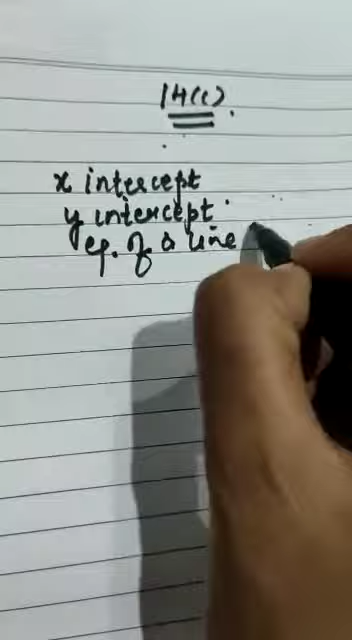 14(c).
x intercept
y intercept
eq. of a line